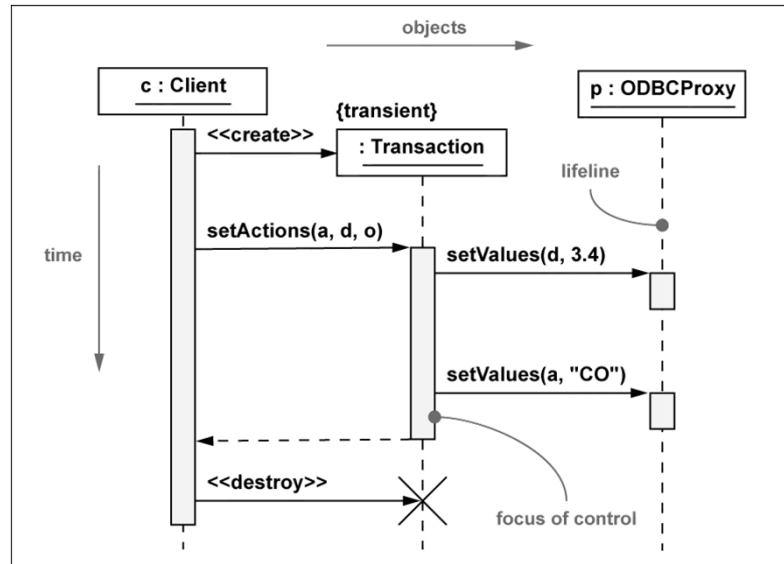 objects
c : Client
p : ODBCProxy
{transient}
<<create>>
: Transaction
lifeline
setActions(a, d, o)
time
setValues(d, 3.4)
setValues(a, "CO")
<<destroy>>
focus of control